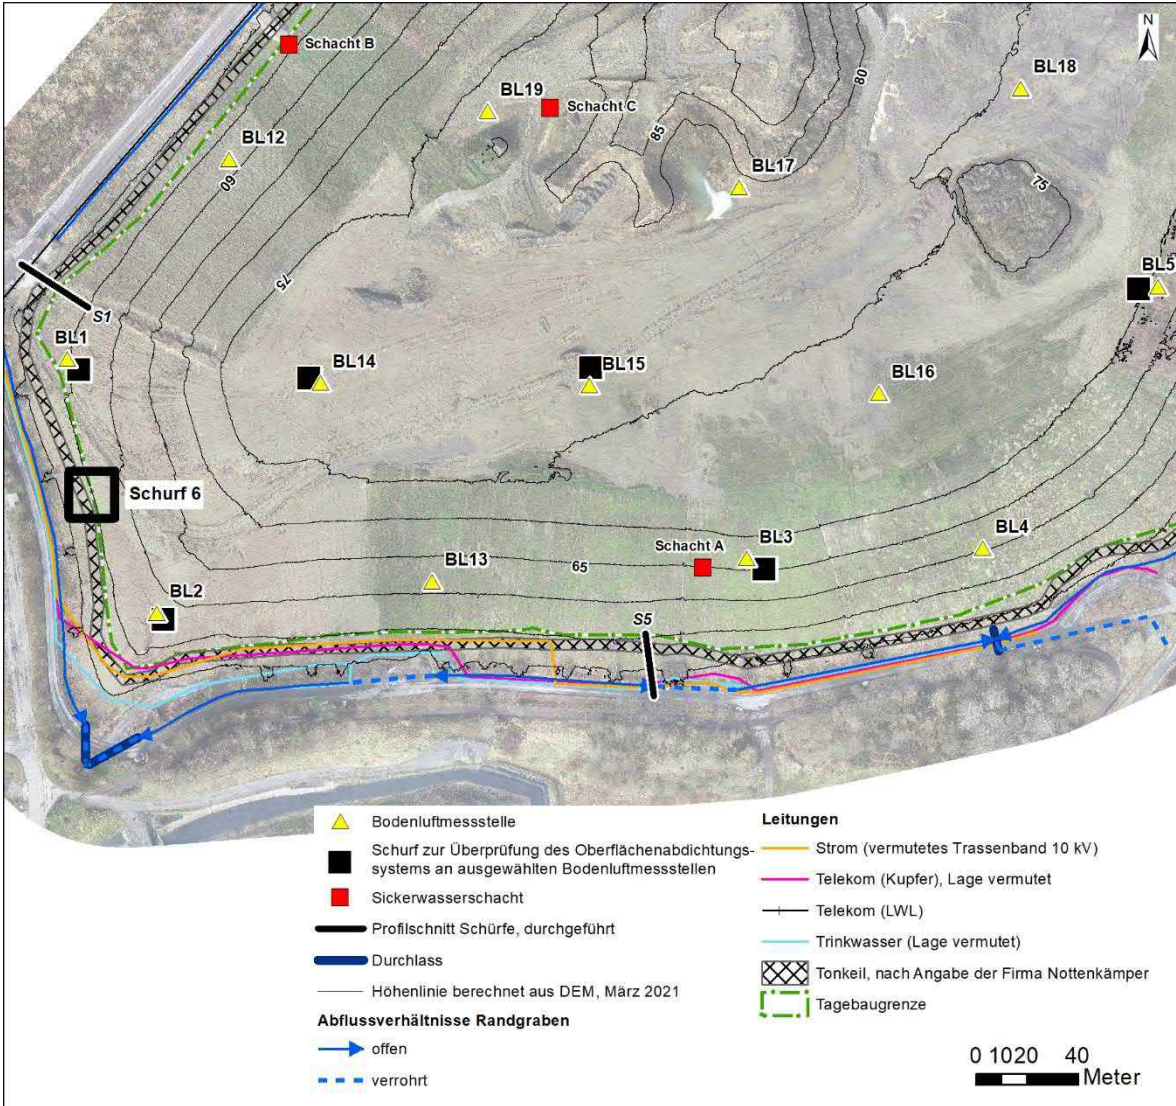 N
Schacht B
BL19
Schacht C
80
BL18
85
BL12
60
BL17
75
75
BL5
S1
BL1
BL14
BL15
BL16
Schurf 6
Schacht A
BL3
BL4
65
BL13
BL2
S5
Bodenluftmessstelle
Schurf zur Überprüfung des Oberflächenabdichtungs-
systems an ausgewählten Bodenluftmessstellen
Sickerwasserschacht
Profilschnitt Schürfe, durchgeführt
Durchlass
Höhenlinie berechnet aus DEM, März 2021
Abflussverhältnisse Randgraben
offen
verrohrt
Leitungen
Strom (vermutetes Trassenband 10 kV)
Telekom (Kupfer), Lage vermutet
Telekom (LWL)
Trinkwasser (Lage vermutet)
Tonkeil, nach Angabe der Firma Nottenkämper
Tagebaugrenze
0 1020 40
Meter